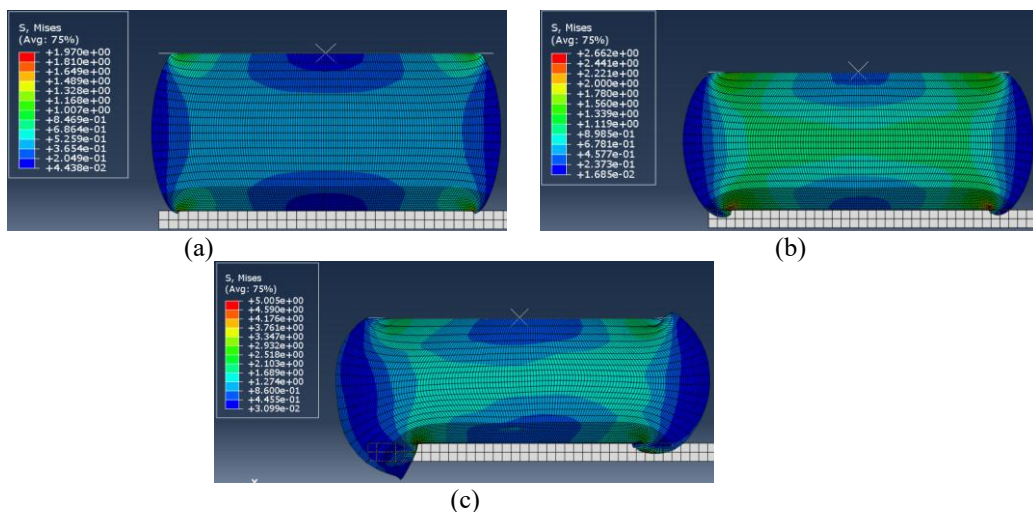 S, Mises
(Avg: 75%)
+1.970e+00
+1.810e+00
+1.649e+00
+1.489e+00
+1.328e+00
+1.168e+00
+1.007e+00
+8.469e-01
+6.864e-01
+5.259e-01
+3.654e-01
+2.049e-01
+4.438e-02
S, Mises
(Avg: 75%)
+2.662e+00
+2.441e+00
+2.221e+00
+2.000e+00
+1.780e+00
+1.560e+00
+1.339e+00
+1.119e+00
+8.985e-01
+6.781e-01
+4.577e-01
+2.373e-01
+1.685e-02
(a)
(b)
S, Mises
(Avg: 75%)
+5.005e+00
+4.590e+00
+4.176e+00
+3.761e+00
+3.347e+00
+2.932e+00
+2.518e+00
+2.103e+00
+1.689e+00
+1.274e+00
+8.600e-01
+4.455e-01
+3.099e-02
(c)